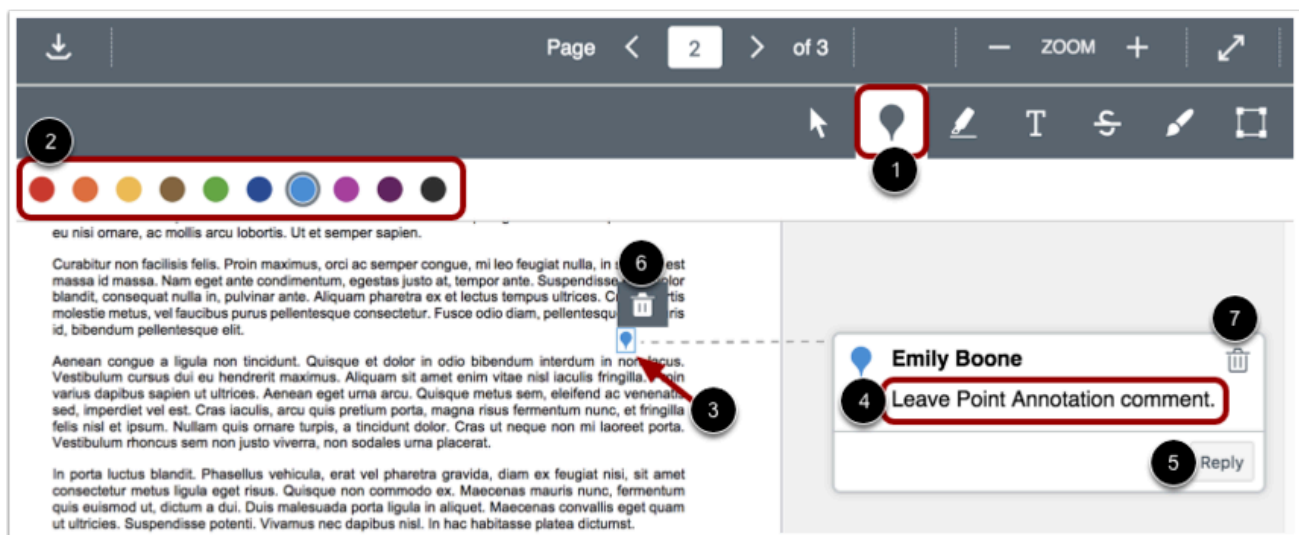 Page 2 of 3 ZOOM
1
2
eu nisi ornare, ac mollis arcu lobortis. Ut et semper sapien.
Curabitur non facilisis felis. Proin maximus, orci ac semper congue, mi leo feugiat nulla, in est
massa id massa. Nam eget ante condimentum, egestas justo at, tempor ante. Suspendisse
blandit, consequat nulla in, pulvinar ante. Aliquam pharetra ex et lectus tempus ultrices.
molestie metus, vel faucibus purus pellentesque consectetur. Fusce odio diam,
id, bibendum pellentesque elit.
6
7
Aenean congue a ligula non tincidunt. Quisque et dolor in odio bibendum interdum in non lacus.
Vestibulum cursus dui eu hendrerit maximus. Aliquam sit amet enim vitae nisl iaculis fringilla.
varius dapibus sapien ut ultrices. Aenean eget urna arcu. Quisque metus sem, eleifend ac venenatis
sed, imperdiet vel est. Cras iaculis, arcu quis pretium porta, magna risus fermentum nunc, et fringilla
felis nisl et ipsum. Nullam quis ornare turpis, a tincidunt dolor. Cras ut neque non mi laoreet porta.
Vestibulum rhoncus sem non justo viverra, non sodales urna placerat.
3
Emily Boone
4
Leave Point Annotation comment.
5
Reply
In porta luctus blandit. Phasellus vehicula, erat vel pharetra gravida, diam ex feugiat nisi, sit amet
consectetur metus ligula eget risus. Quisque non commodo ex. Maecenas mauris nunc, fermentum
quis euismod ut, dictum a dui. Duis malesuada porta ligula in aliquet. Maecenas convallis eget quam
ut ultricies. Suspendisse potenti. Vivamus nec dapibus nisl. In hac habitasse platea dictumst.